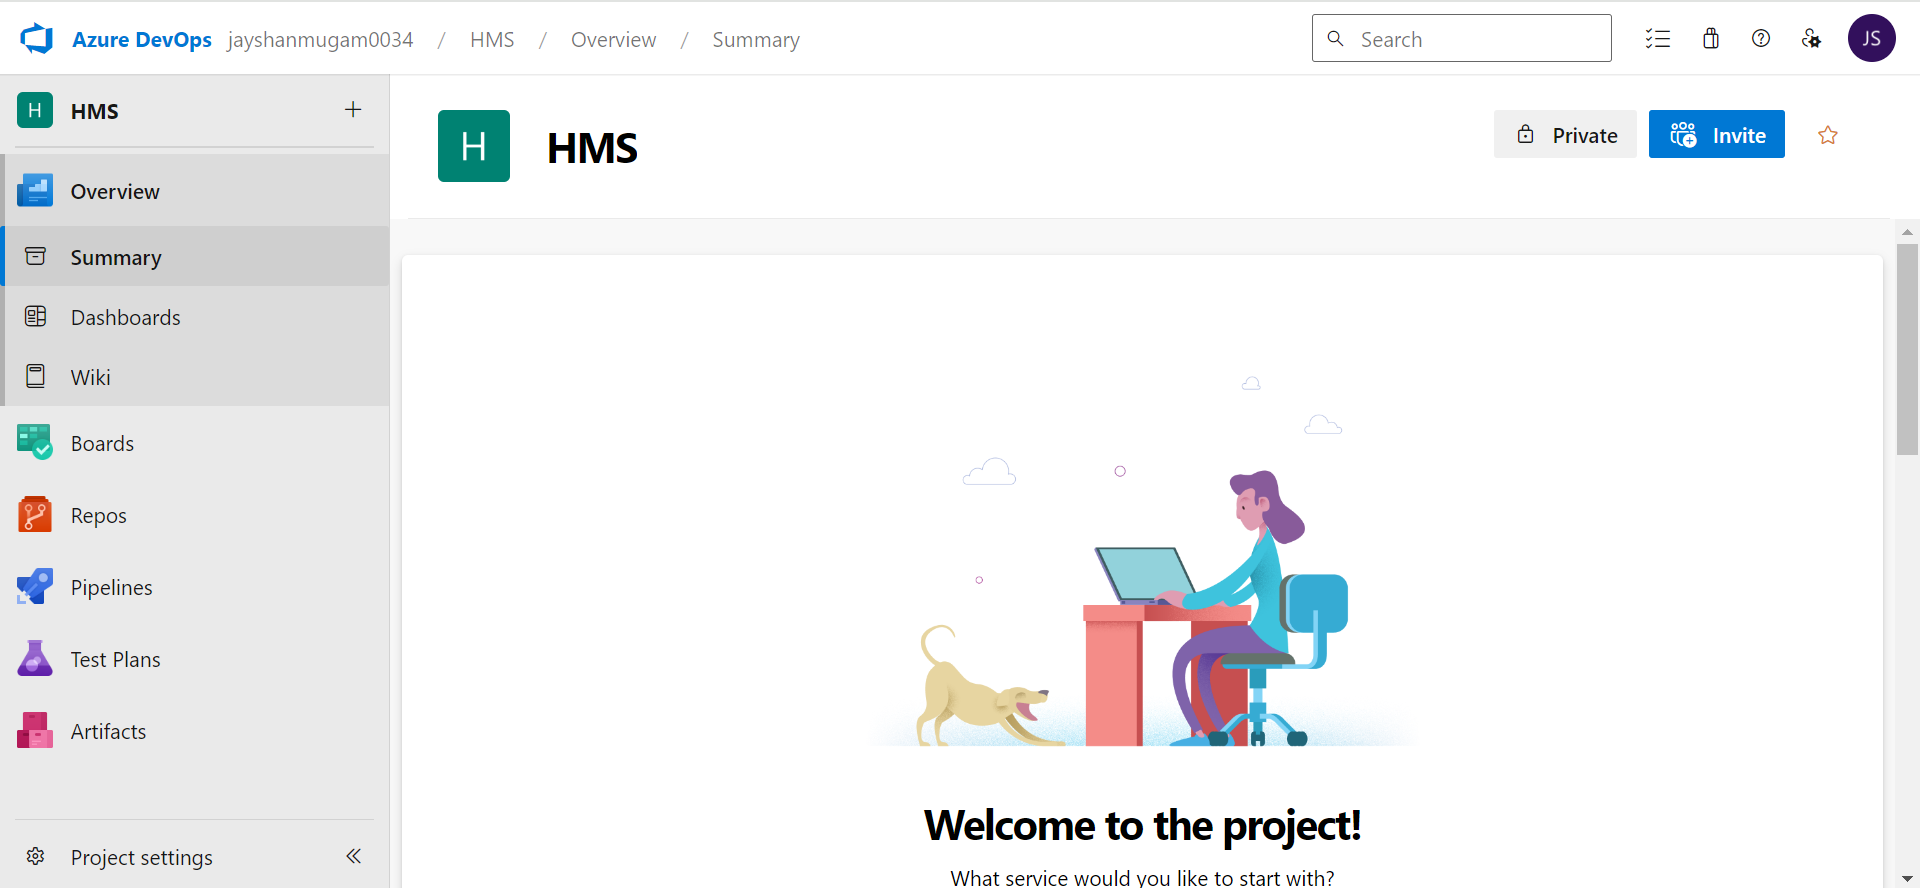 Azure DevOps jayshanmugam0034 / HMS / Overview / Summary
Search
JS
H HMS +
Overview
Summary
Dashboards
Wiki
Boards
Repos
Pipelines
Test Plans
Artifacts
Project settings
H HMS
Private
Invite
Welcome to the project!
What service would you like to start with?